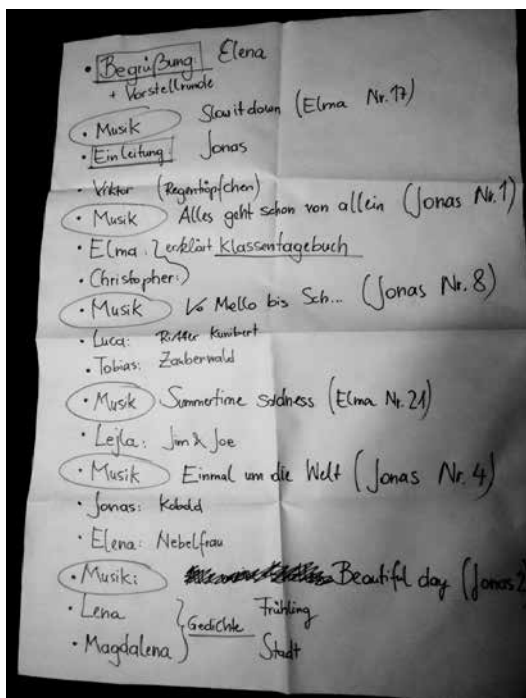 • Begrüßung: Elena
+ Vorstellrunde
• Musik Slow it down (Elma Nr. 17)
• Einleitung: Jonas
• Viktor (Regentöpfchen)
• Musik Alles geht schon von allein (Jonas Nr. 1)
• Elma: erklärt Klassentagebuch
• Christopher:
• Musik Vo Mello bis Sch... (Jonas Nr. 8)
• Luca: Ritter Kunibert
• Tobias: Zauberwald
• Musik Summertime sadness (Elma Nr. 21)
• Lejla: Jim & Joe
• Musik Einmal um die Welt (Jonas Nr. 4)
• Jonas: Kobold
• Elena: Nebelfrau
• Musik: Beautiful day (Jonas 2
• Lena Frühling
Gedichte
• Magdalena Stadt